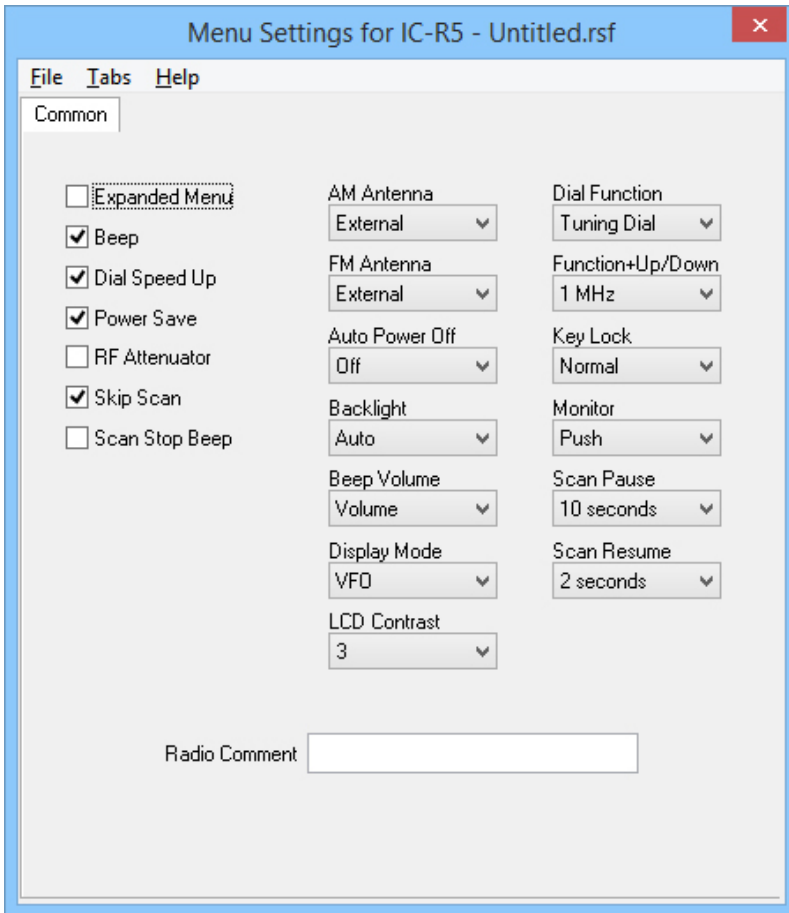 Menu Settings for IC-R5 - Untitled.rsf
File Tabs Help
Common
Expanded Menu
Beep
Dial Speed Up
Power Save
RF Attenuator
Skip Scan
Scan Stop Beep
AM Antenna
External
FM Antenna
External
Auto Power Off
Off
Backlight
Auto
Beep Volume
Volume
Display Mode
VFO
LCD Contrast
3
Dial Function
Tuning Dial
Function+Up/Down
1 MHz
Key Lock
Normal
Monitor
Push
Scan Pause
10 seconds
Scan Resume
2 seconds
Radio Comment